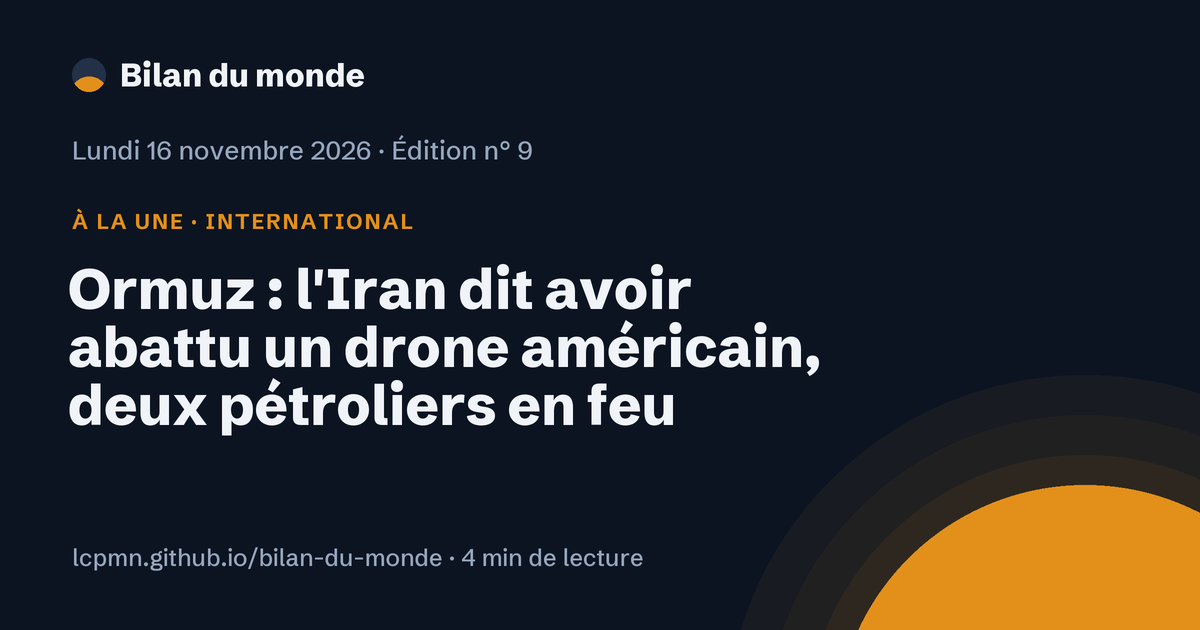 Bilan du monde
Lundi 16 novembre 2026 · Édition n° 9
À LA UNE · INTERNATIONAL
Ormuz : l'Iran dit avoir
abattu un drone américain,
deux pétroliers en feu
lcpmn.github.io/bilan-du-monde · 4 min de lecture